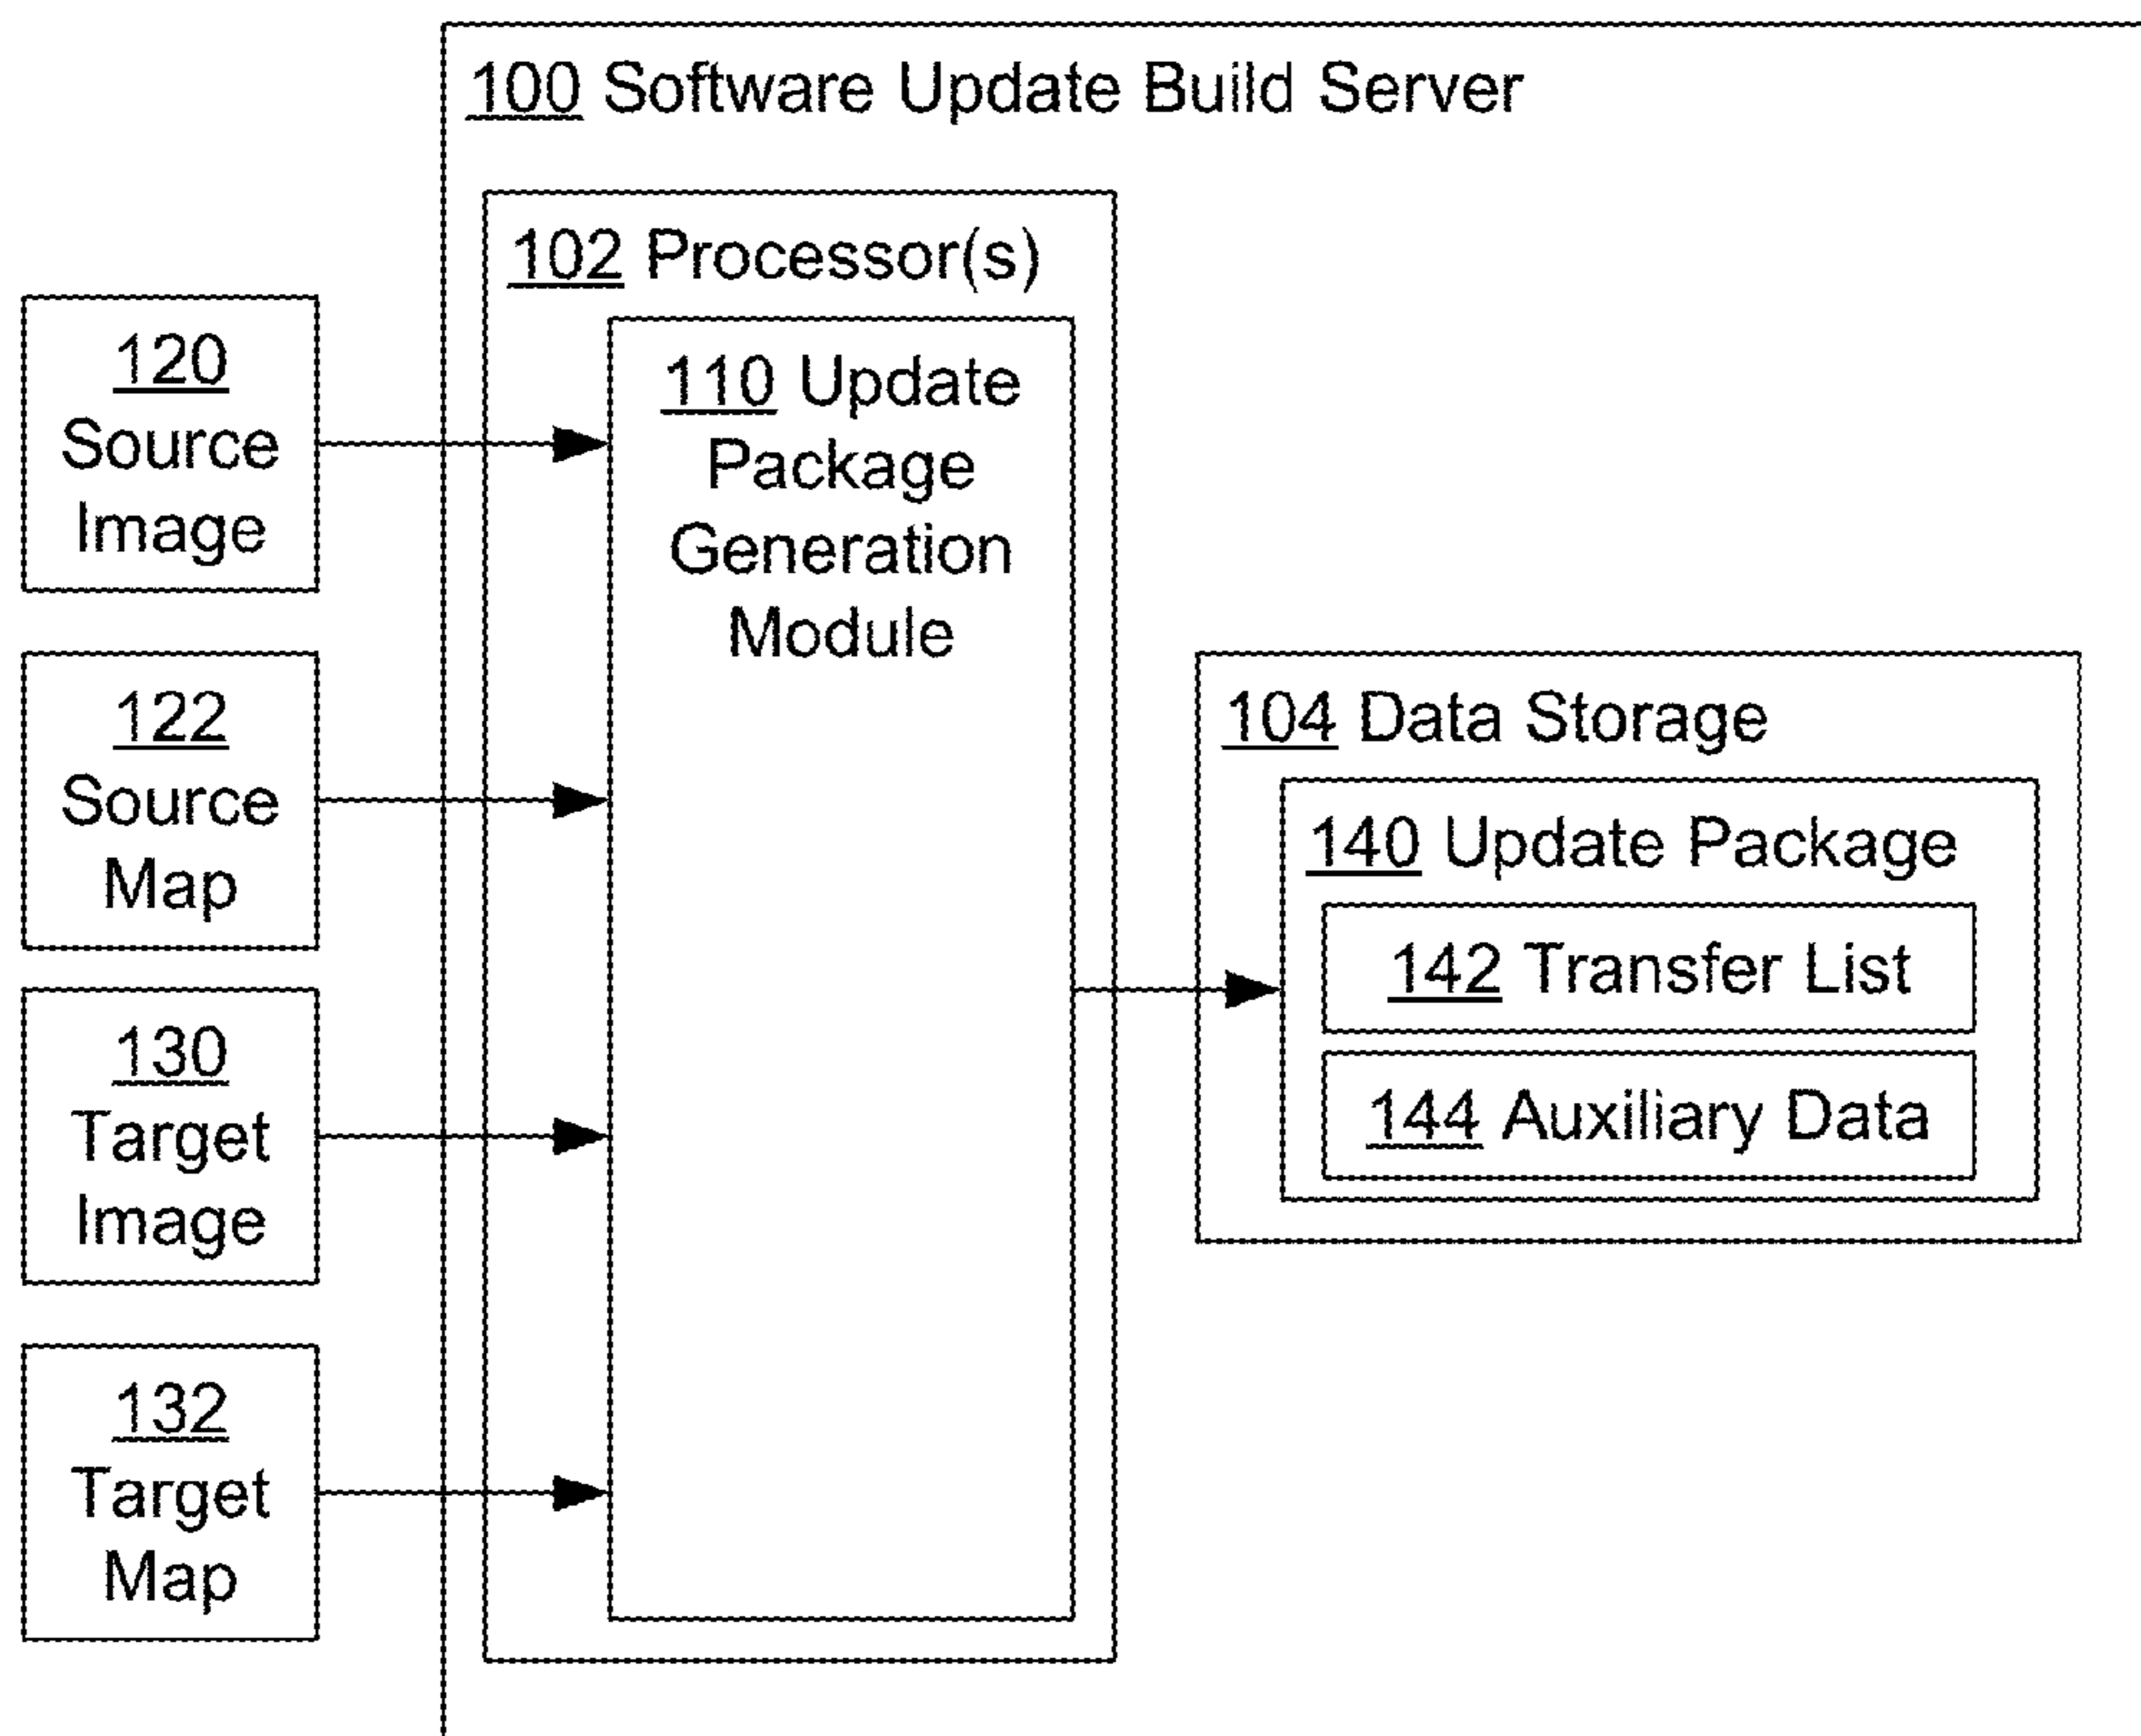 100 Software Update Build Server
102 Processor(s)
110 Update
Package
Generation
Module
120
Source
Image
122
Source
Map
130
Target
Image
132
Target
Map
104 Data Storage
140 Update Package
142 Transfer List
144 Auxiliary Data